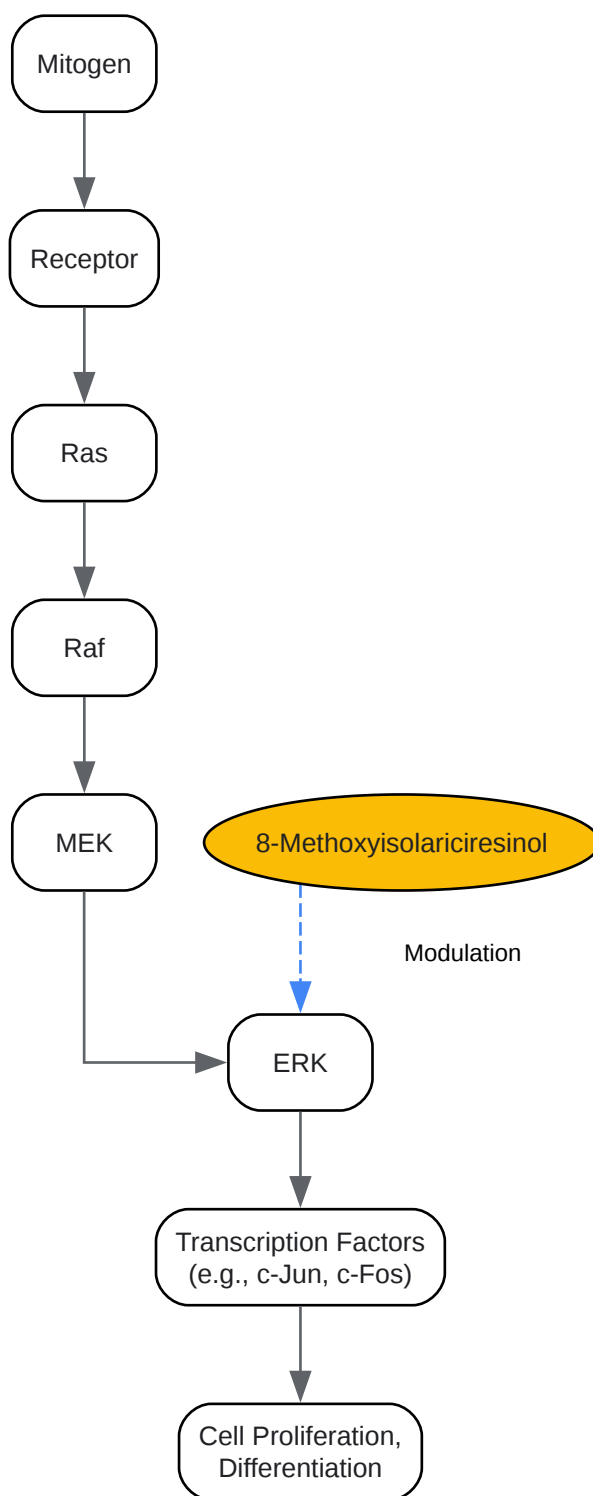 Mitogen
Receptor
Ras
Raf
MEK
8-Methoxyisolariciresinol
Modulation
ERK
Transcription Factors
(e.g., c-Jun, c-Fos)
Cell Proliferation,
Differentiation